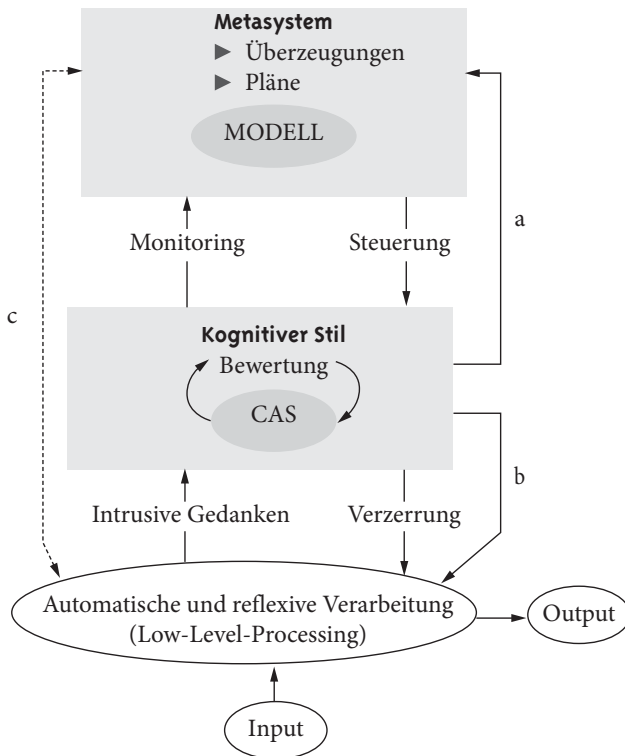 Metasystem
▶ Überzeugungen
▶ Pläne
MODELL
a
Monitoring
Steuerung
c
Kognitiver Stil
Bewertung
CAS
b
Intrusive Gedanken
Verzerrung
Automatische und reflexive Verarbeitung
(Low-Level-Processing)
Output
Input